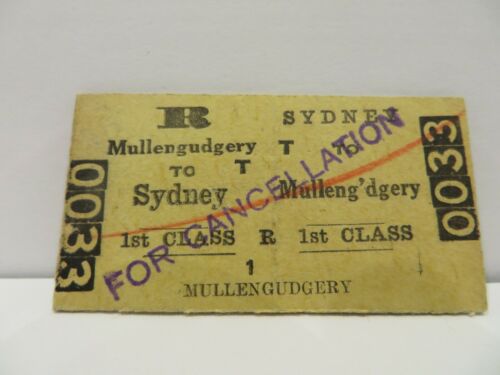 R SYDNEY
Mullengudgery T TO
TO T
Sydney Mulleng'dgery
1st CLASS R 1st CLASS
1
MULLENGUDGERY
0033
0033
FOR CANCELLATION